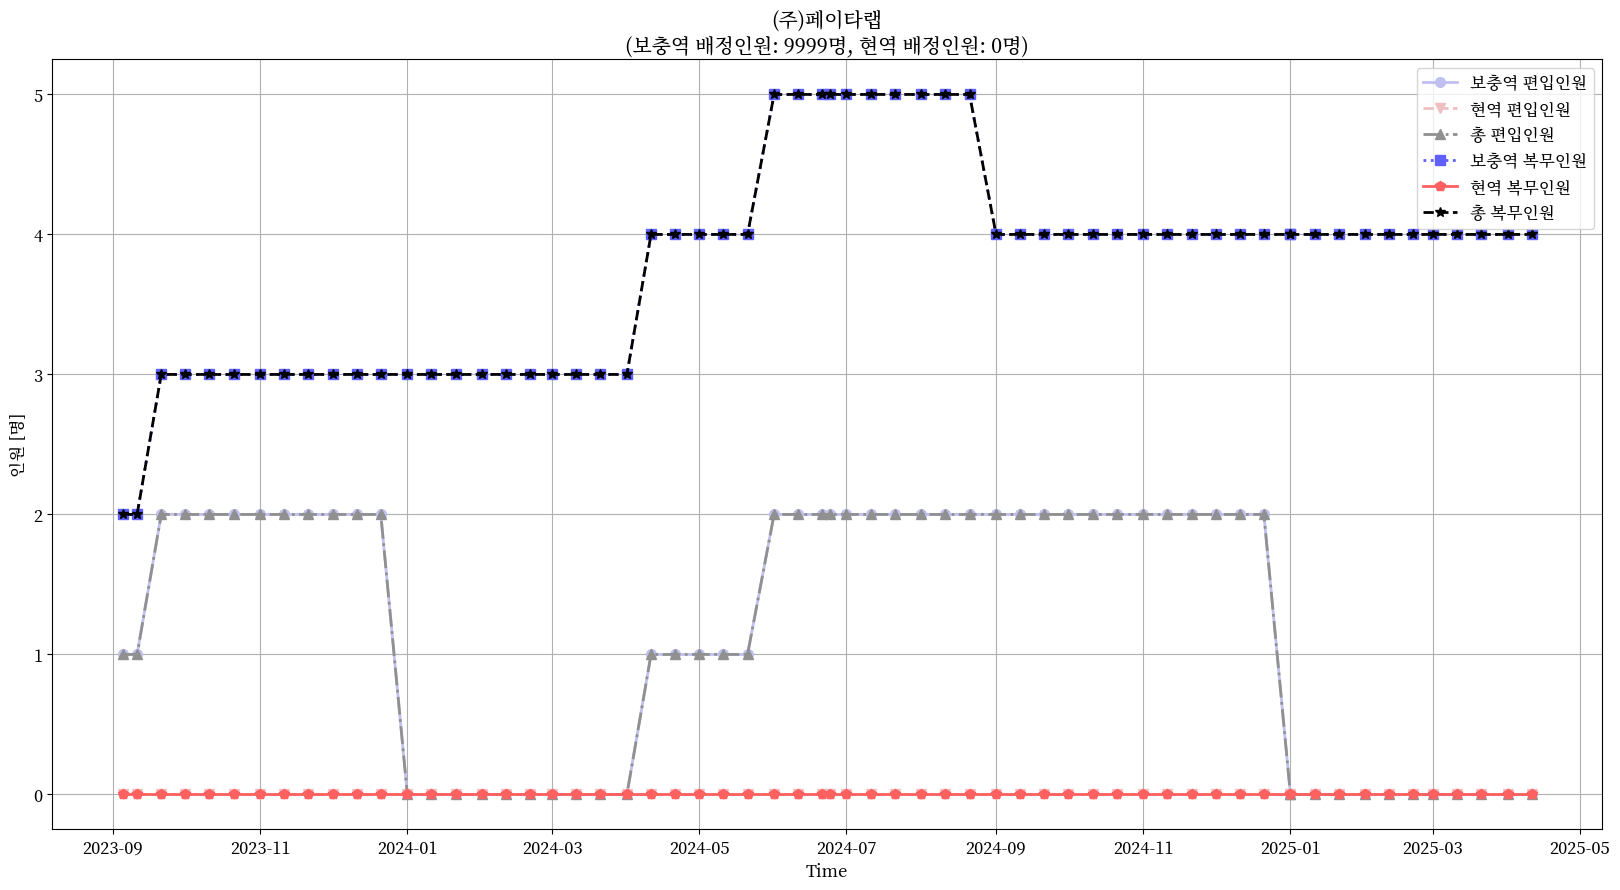 (주)페이타랩
(보충역 배정인원: 9999명, 현역 배정인원: 0명)
보충역 편입인원
현역 편입인원
총 편입인원
보충역 복무인원
현역 복무인원
총 복무인원
인원 [명]
5
4
3
2
1
0
2023-09
2023-11
2024-01
2024-03
2024-05
2024-07
2024-09
2024-11
2025-01
2025-03
2025-05
Time